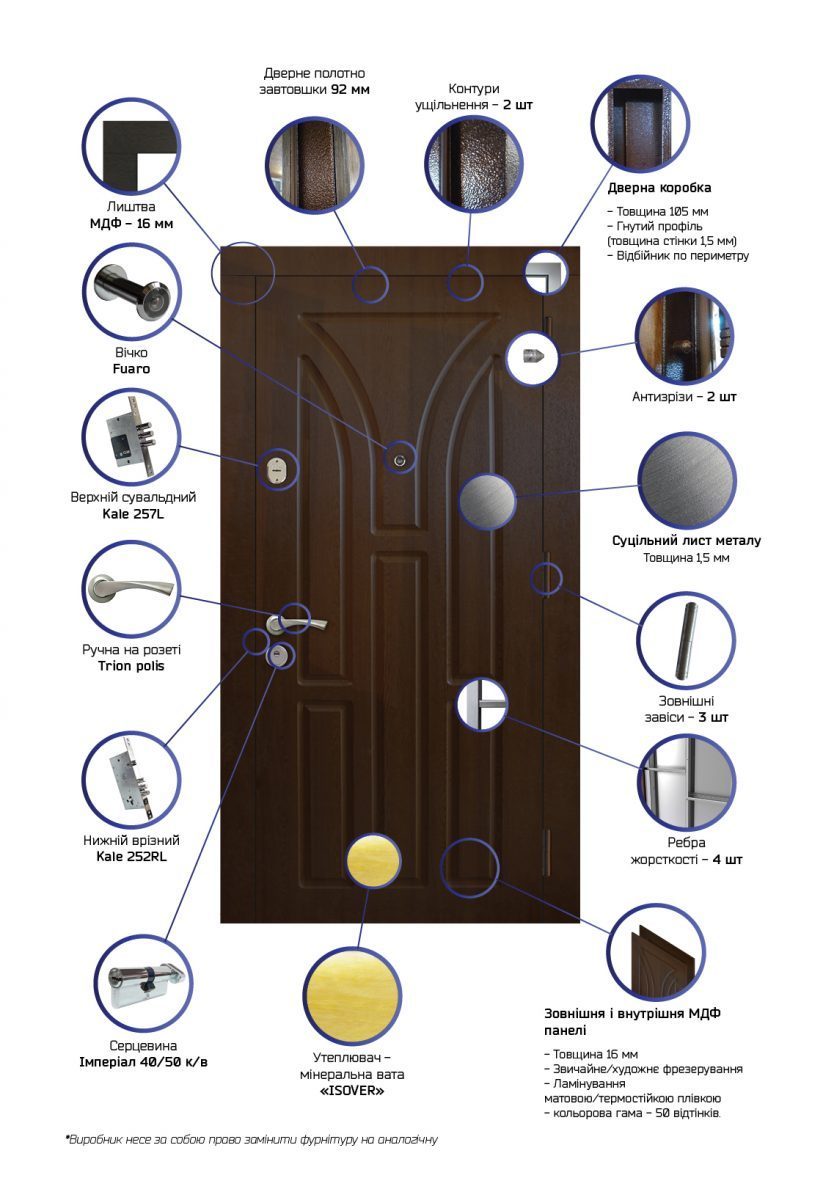 Дверне полотно
завтовшки 92 мм
Контури
ущільнення – 2 шт
Дверна коробка
– Товщина 105 мм
– Гнутий профіль
(товщина стінки 1,5 мм)
– Відбійник по периметру
Лиштва
МДФ – 16 мм
Вічко
Fuaro
Антизрізи – 2 шт
Верхній сувальдний
Kale 257L
Суцільний лист металу
Товщина 1,5 мм
Ручна на розеті
Trion polis
Зовнішні
завіси – 3 шт
Нижній врізний
Kale 252RL
Ребра
жорсткості – 4 шт
Серцевина
Імперіал 40/50 к/в
Утеплювач –
мінеральна вата
«ISOVER»
Зовнішня і внутрішня МДФ
панелі
– Товщина 16 мм
– Звичайне/художнє фрезерування
– Ламінування
матовою/термостійкою плівкою
– кольорова гама – 50 відтінків.
*Виробник несе за собою право замінити фурнітуру на аналогічну